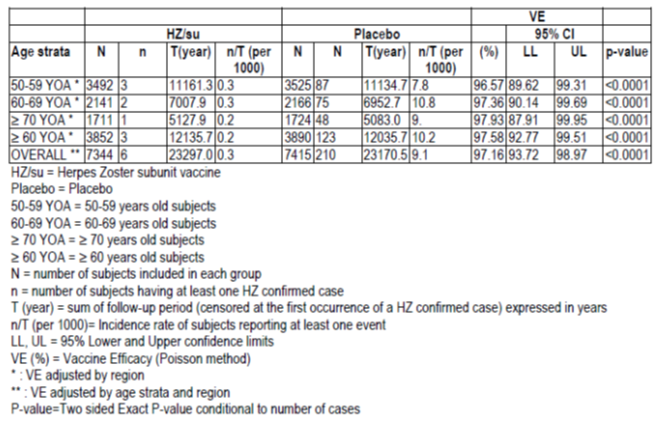 VE
HZ/su Placebo 95% CI
Age strata N n T(year) n/T (per 1000) N N T(year) n/T (per 1000) (%) LL UL p-value
50-59 YOA * 3492 3 11161.3 0.3 3525 87 11134.7 7.8 96.57 89.62 99.31 <0.0001
60-69 YOA * 2141 2 7007.9 0.3 2166 75 6952.7 10.8 97.36 90.14 99.69 <0.0001
≥ 70 YOA * 1711 1 5127.9 0.2 1724 48 5083.0 9. 97.93 87.91 99.95 <0.0001
≥ 60 YOA * 3852 3 12135.7 0.2 3890 123 12035.7 10.2 97.58 92.77 99.51 <0.0001
OVERALL ** 7344 6 23297.0 0.3 7415 210 23170.5 9.1 97.16 93.72 98.97 <0.0001
HZ/su = Herpes Zoster subunit vaccine
Placebo = Placebo
50-59 YOA = 50-59 years old subjects
60-69 YOA = 60-69 years old subjects
≥ 70 YOA = ≥ 70 years old subjects
≥ 60 YOA = ≥ 60 years old subjects
N = number of subjects included in each group
n = number of subjects having at least one HZ confirmed case
T (year) = sum of follow-up period (censored at the first occurrence of a HZ confirmed case) expressed in years
n/T (per 1000)= Incidence rate of subjects reporting at least one event
LL, UL = 95% Lower and Upper confidence limits
VE (%) = Vaccine Efficacy (Poisson method)
* : VE adjusted by region
** : VE adjusted by age strata and region
P-value=Two sided Exact P-value conditional to number of cases